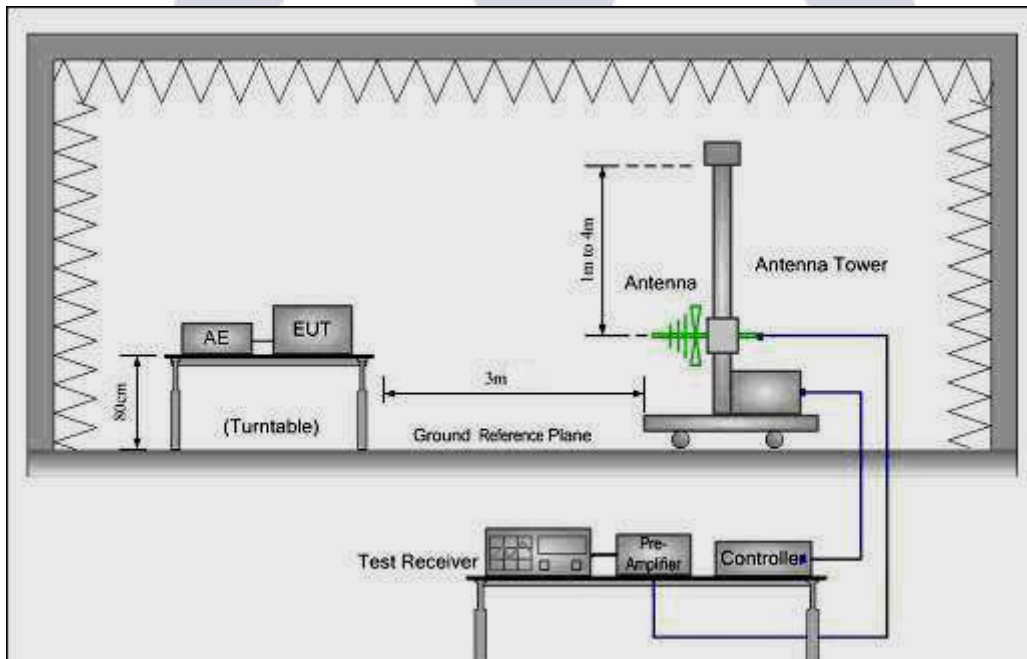 1m to 4m
Antenna
Antenna Tower
AE
EUT
80cm
3m
(Turntable)
Ground Reference Plane
Test Receiver
Pre-
Amplifier
Controller